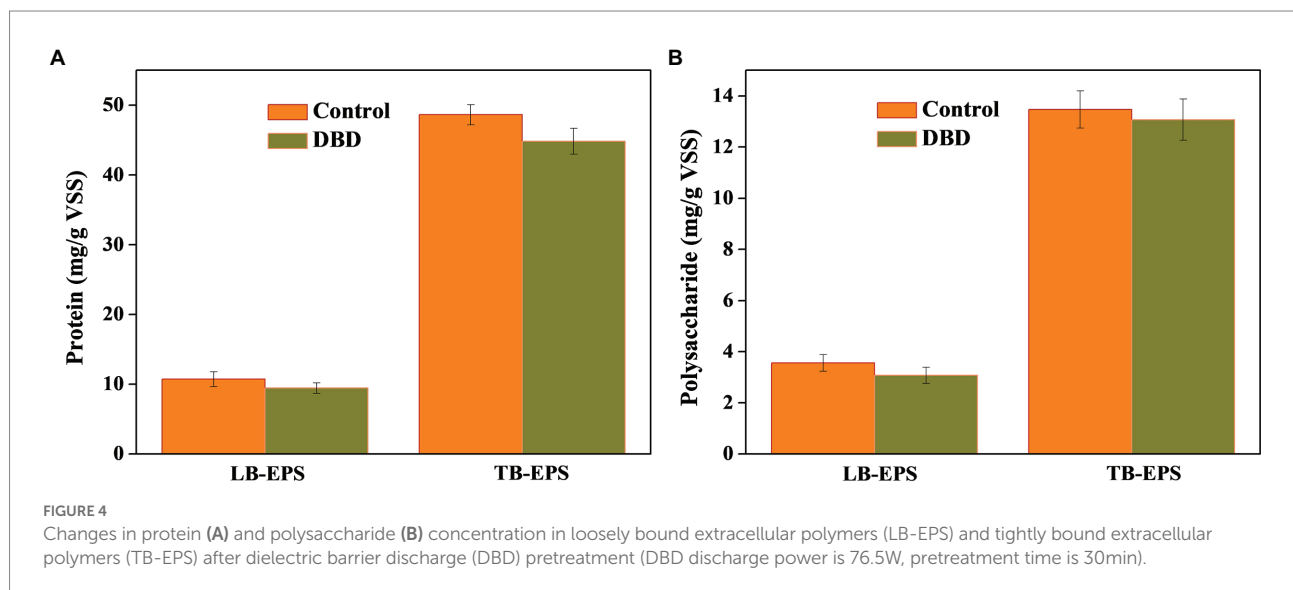 A
B
Protein (mg/g VSS)
50
40
30
20
10
0
Control
DBD
LB-EPS
TB-EPS
Polysaccharide (mg/g VSS)
14
12
10
8
6
4
2
0
Control
DBD
LB-EPS
TB-EPS
FIGURE 4
Changes in protein (A) and polysaccharide (B) concentration in loosely bound extracellular polymers (LB-EPS) and tightly bound extracellular
polymers (TB-EPS) after dielectric barrier discharge (DBD) pretreatment (DBD discharge power is 76.5W, pretreatment time is 30min).